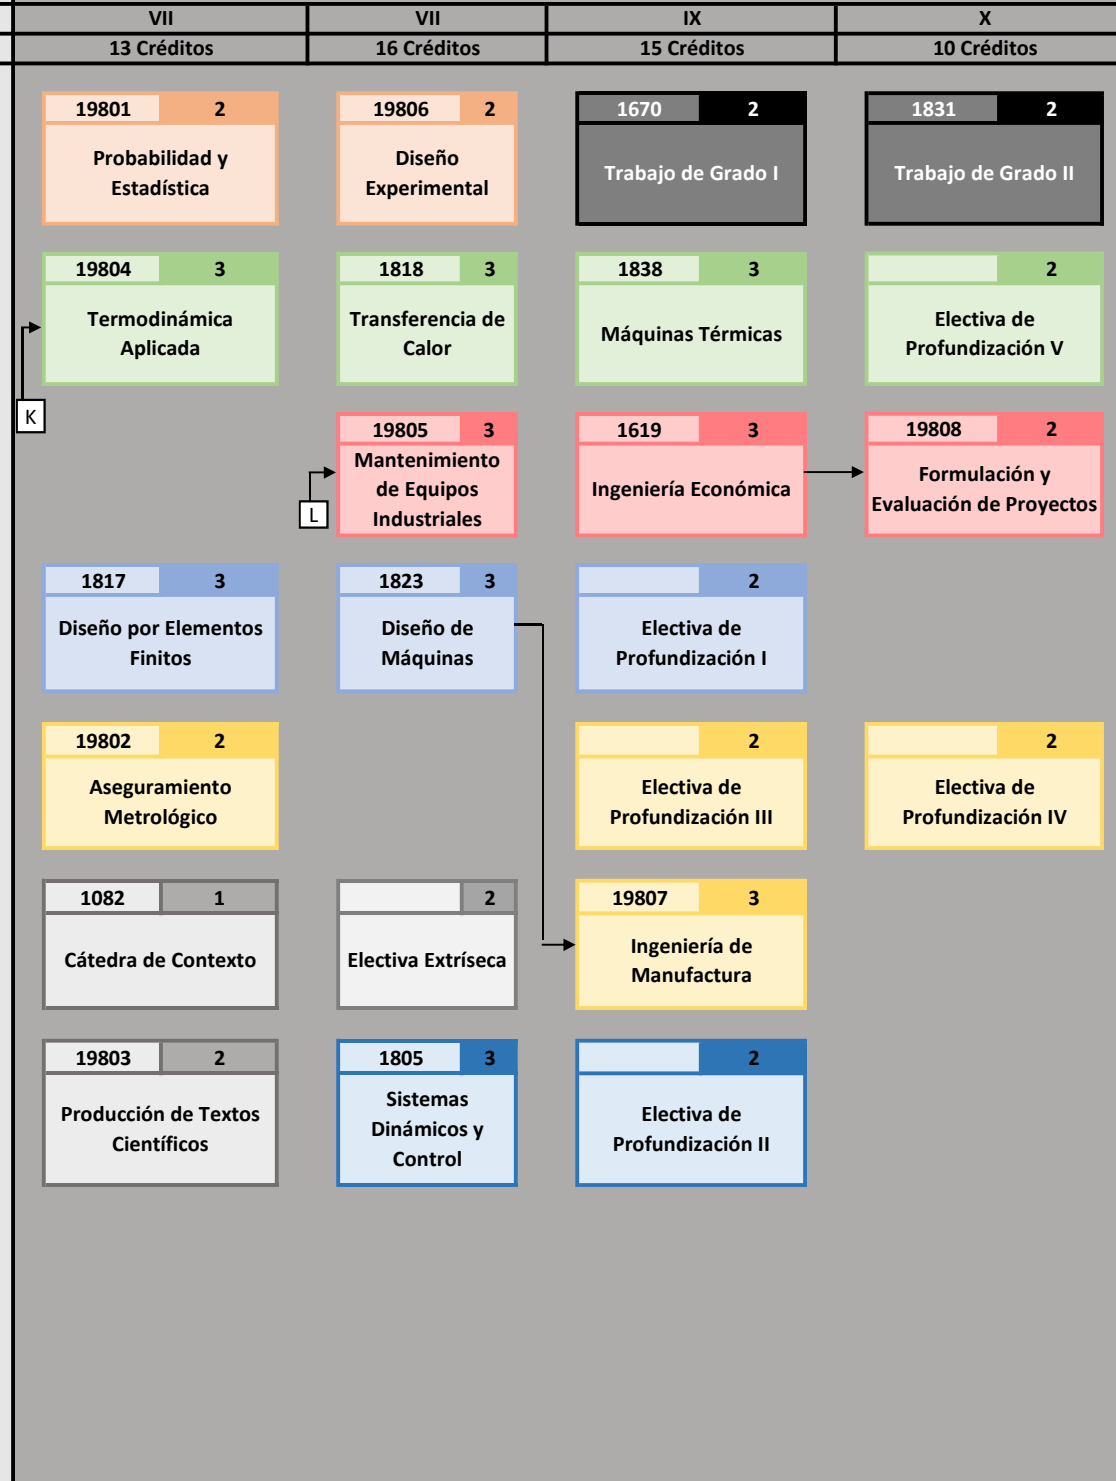 VII VII IX X
13 Créditos 16 Créditos 15 Créditos 10 Créditos
19801 2 19806 2 1670 2 1831 2
Probabilidad y
Estadística
Diseño
Experimental
Trabajo de Grado I
Trabajo de Grado II
19804 3 1818 3 1838 3 2
Termodinámica
Aplicada
Transferencia de
Calor
Máquinas Térmicas
Electiva de
Profundización V
K
19805 3 1619 3 19808 2
Mantenimiento
de Equipos
Industriales
Ingeniería Económica
Formulación y
Evaluación de Proyectos
L
1817 3 1823 3 2
Diseño por Elementos
Finitos
Diseño de
Máquinas
Electiva de
Profundización I
19802 2 2 2
Aseguramiento
Metrológico
Electiva de
Profundización III
Electiva de
Profundización IV
1082 1 2 19807 3
Cátedra de Contexto
Electiva Extríseca
Ingeniería de
Manufactura
19803 2 1805 3 2
Producción de Textos
Científicos
Sistemas
Dinámicos y
Control
Electiva de
Profundización II